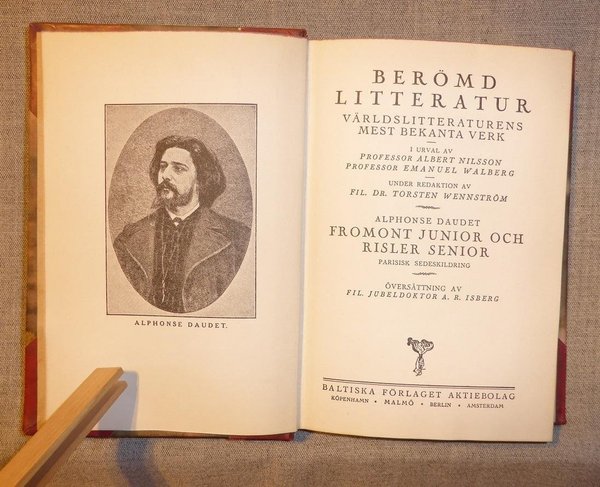 ALPHONSE DAUDET.
BERÖMD
LITTERATUR
VÄRLDSLITTERATURENS
MEST BEKANTA VERK
I URVAL AV
PROFESSOR ALBERT NILSSON
PROFESSOR EMANUEL WALBERG
UNDER REDAKTION AV
FIL. DR. TORSTEN WENNSTRÖM
ALPHONSE DAUDET
FROMONT JUNIOR OCH
RISLER SENIOR
PARISISK SEDESKILDRING
ÖVERSÄTTNING AV
FIL. JUBELDOKTOR A. R. ISBERG
BALTISKA FÖRLAGET AKTIEBOLAG
KÖPENHAMN • MALMÖ • BERLIN • AMSTERDAM